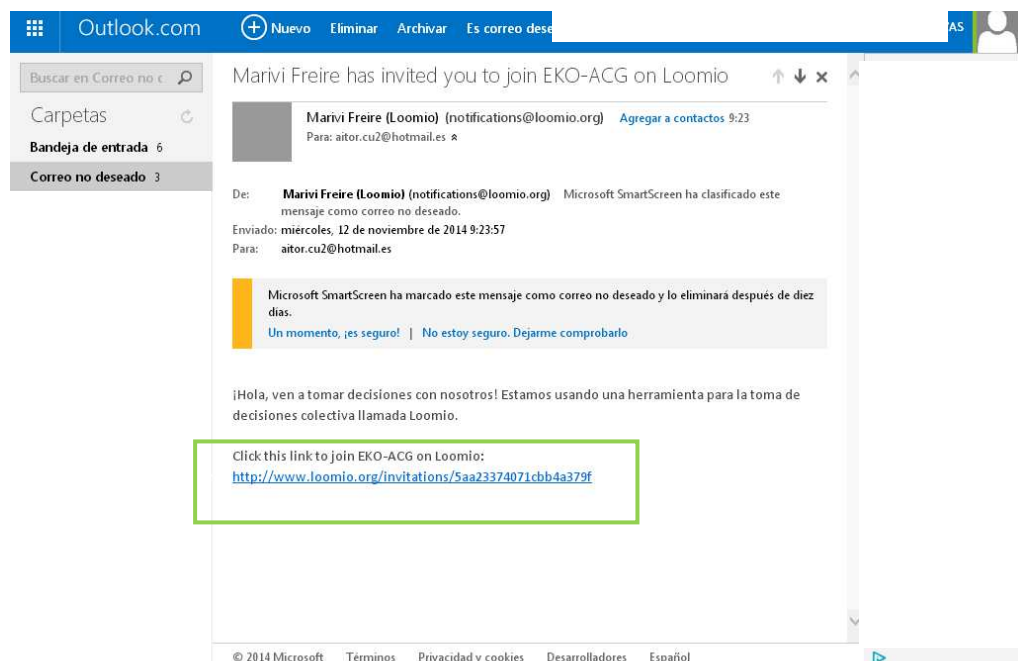 Outlook.com
Nuevo Eliminar Archivar Es correo dese
AS
Buscar en Correo no c
Carpetas
Bandeja de entrada 6
Correo no deseado 3
Marivi Freire has invited you to join EKO-ACG on Loomio
Marivi Freire (Loomio) (notifications@loomio.org) Agregar a contactos 9:23
Para: aitor.cu2@hotmail.es
De: Marivi Freire (Loomio) (notifications@loomio.org) Microsoft SmartScreen ha clasificado este
mensaje como correo no deseado.
Enviado: miércoles, 12 de noviembre de 2014 9:23:57
Para: aitor.cu2@hotmail.es
Microsoft SmartScreen ha marcado este mensaje como correo no deseado y lo eliminará después de diez
días.
Un momento, ¡es seguro! | No estoy seguro. Dejarme comprobarlo
¡Hola, ven a tomar decisiones con nosotros! Estamos usando una herramienta para la toma de
decisiones colectiva llamada Loomio.
Click this link to join EKO-ACG on Loomio:
http://www.loomio.org/invitations/5aa23374071cbb4a379f
© 2014 Microsoft Términos Privacidad y cookies Desarrolladores Español